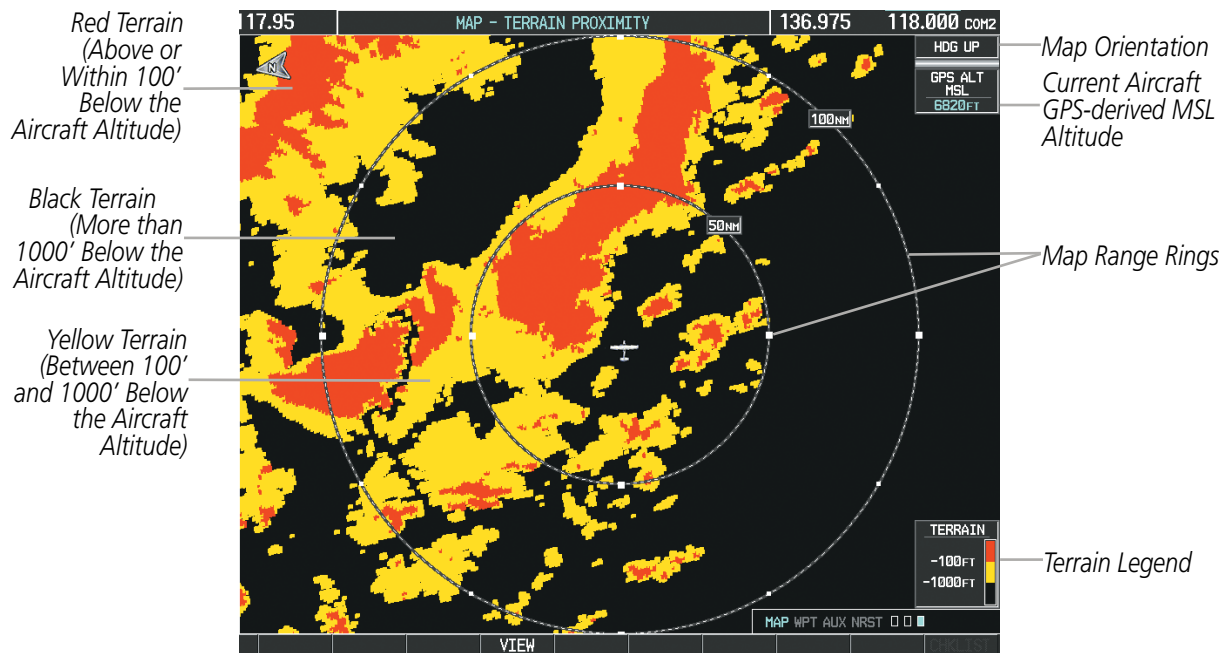 Red Terrain
(Above or
Within 100'
Below the
Aircraft Altitude)
Black Terrain
(More than
1000' Below the
Aircraft Altitude)
Yellow Terrain
(Between 100'
and 1000' Below
the Aircraft
Altitude)
117.95
MAP - TERRAIN PROXIMITY
136.975
118.000 COM2
N
HDG UP
GPS ALT
MSL
6820FT
100NM
50NM
TERRAIN
-100FT
-1000FT
MAP WPT AUX NRST
VIEW
CHKLIST
Map Orientation
Current Aircraft
GPS-derived MSL
Altitude
Map Range Rings
Terrain Legend